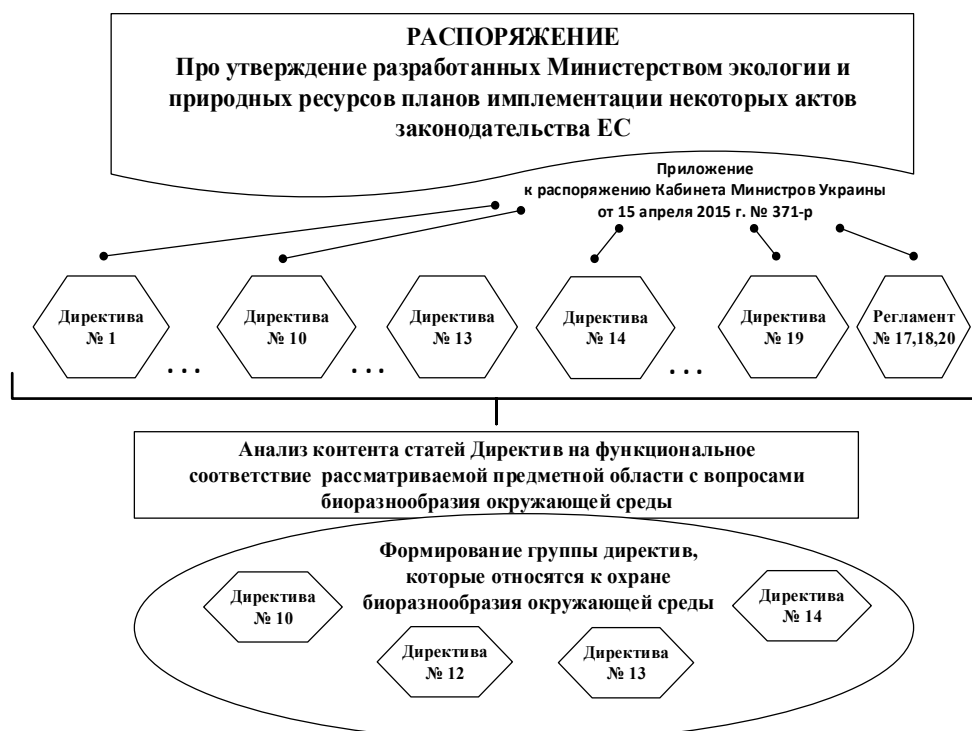 РАСПОРЯЖЕНИЕ
Про утверждение разработанных Министерством экологии и
природных ресурсов планов имплементации некоторых актов
законодательства ЕС
Приложение
к распоряжению Кабинета Министров Украины
от 15 апреля 2015 г. № 371-р
Директива
№ 1
. . .
Директива
№ 10
. . .
Директива
№ 13
Директива
№ 14
. . .
Директива
№ 19
Регламент
№ 17,18,20
Анализ контента статей Директив на функциональное
соответствие рассматриваемой предметной области с вопросами
биоразнообразия окружающей среды
Формирование группы директив,
которые относятся к охране
биоразнообразия окружающей среды
Директива
№ 10
Директива
№ 12
Директива
№ 13
Директива
№ 14